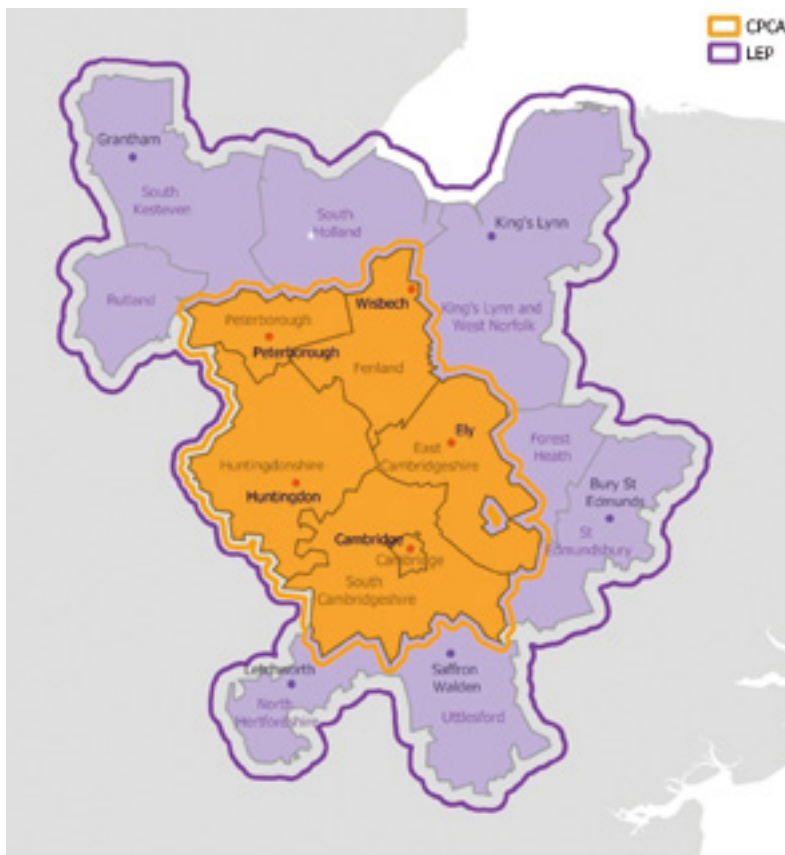 CPCA
LEP
Grantham
South
Kesteven
South
Holland
King's Lynn
Rutland
Wisbech
King's Lynn and
West Norfolk
Peterborough
Peterborough
Fenland
Ely
East
Cambridgeshire
Forest
Heath
Huntingdonshire
Huntingdon
Bury St
Edmunds
St
Edmundsbury
Cambridge
Cambridge
South
Cambridgeshire
Letchworth
North
Hertfordshire
Saffron
Walden
Uttlesford